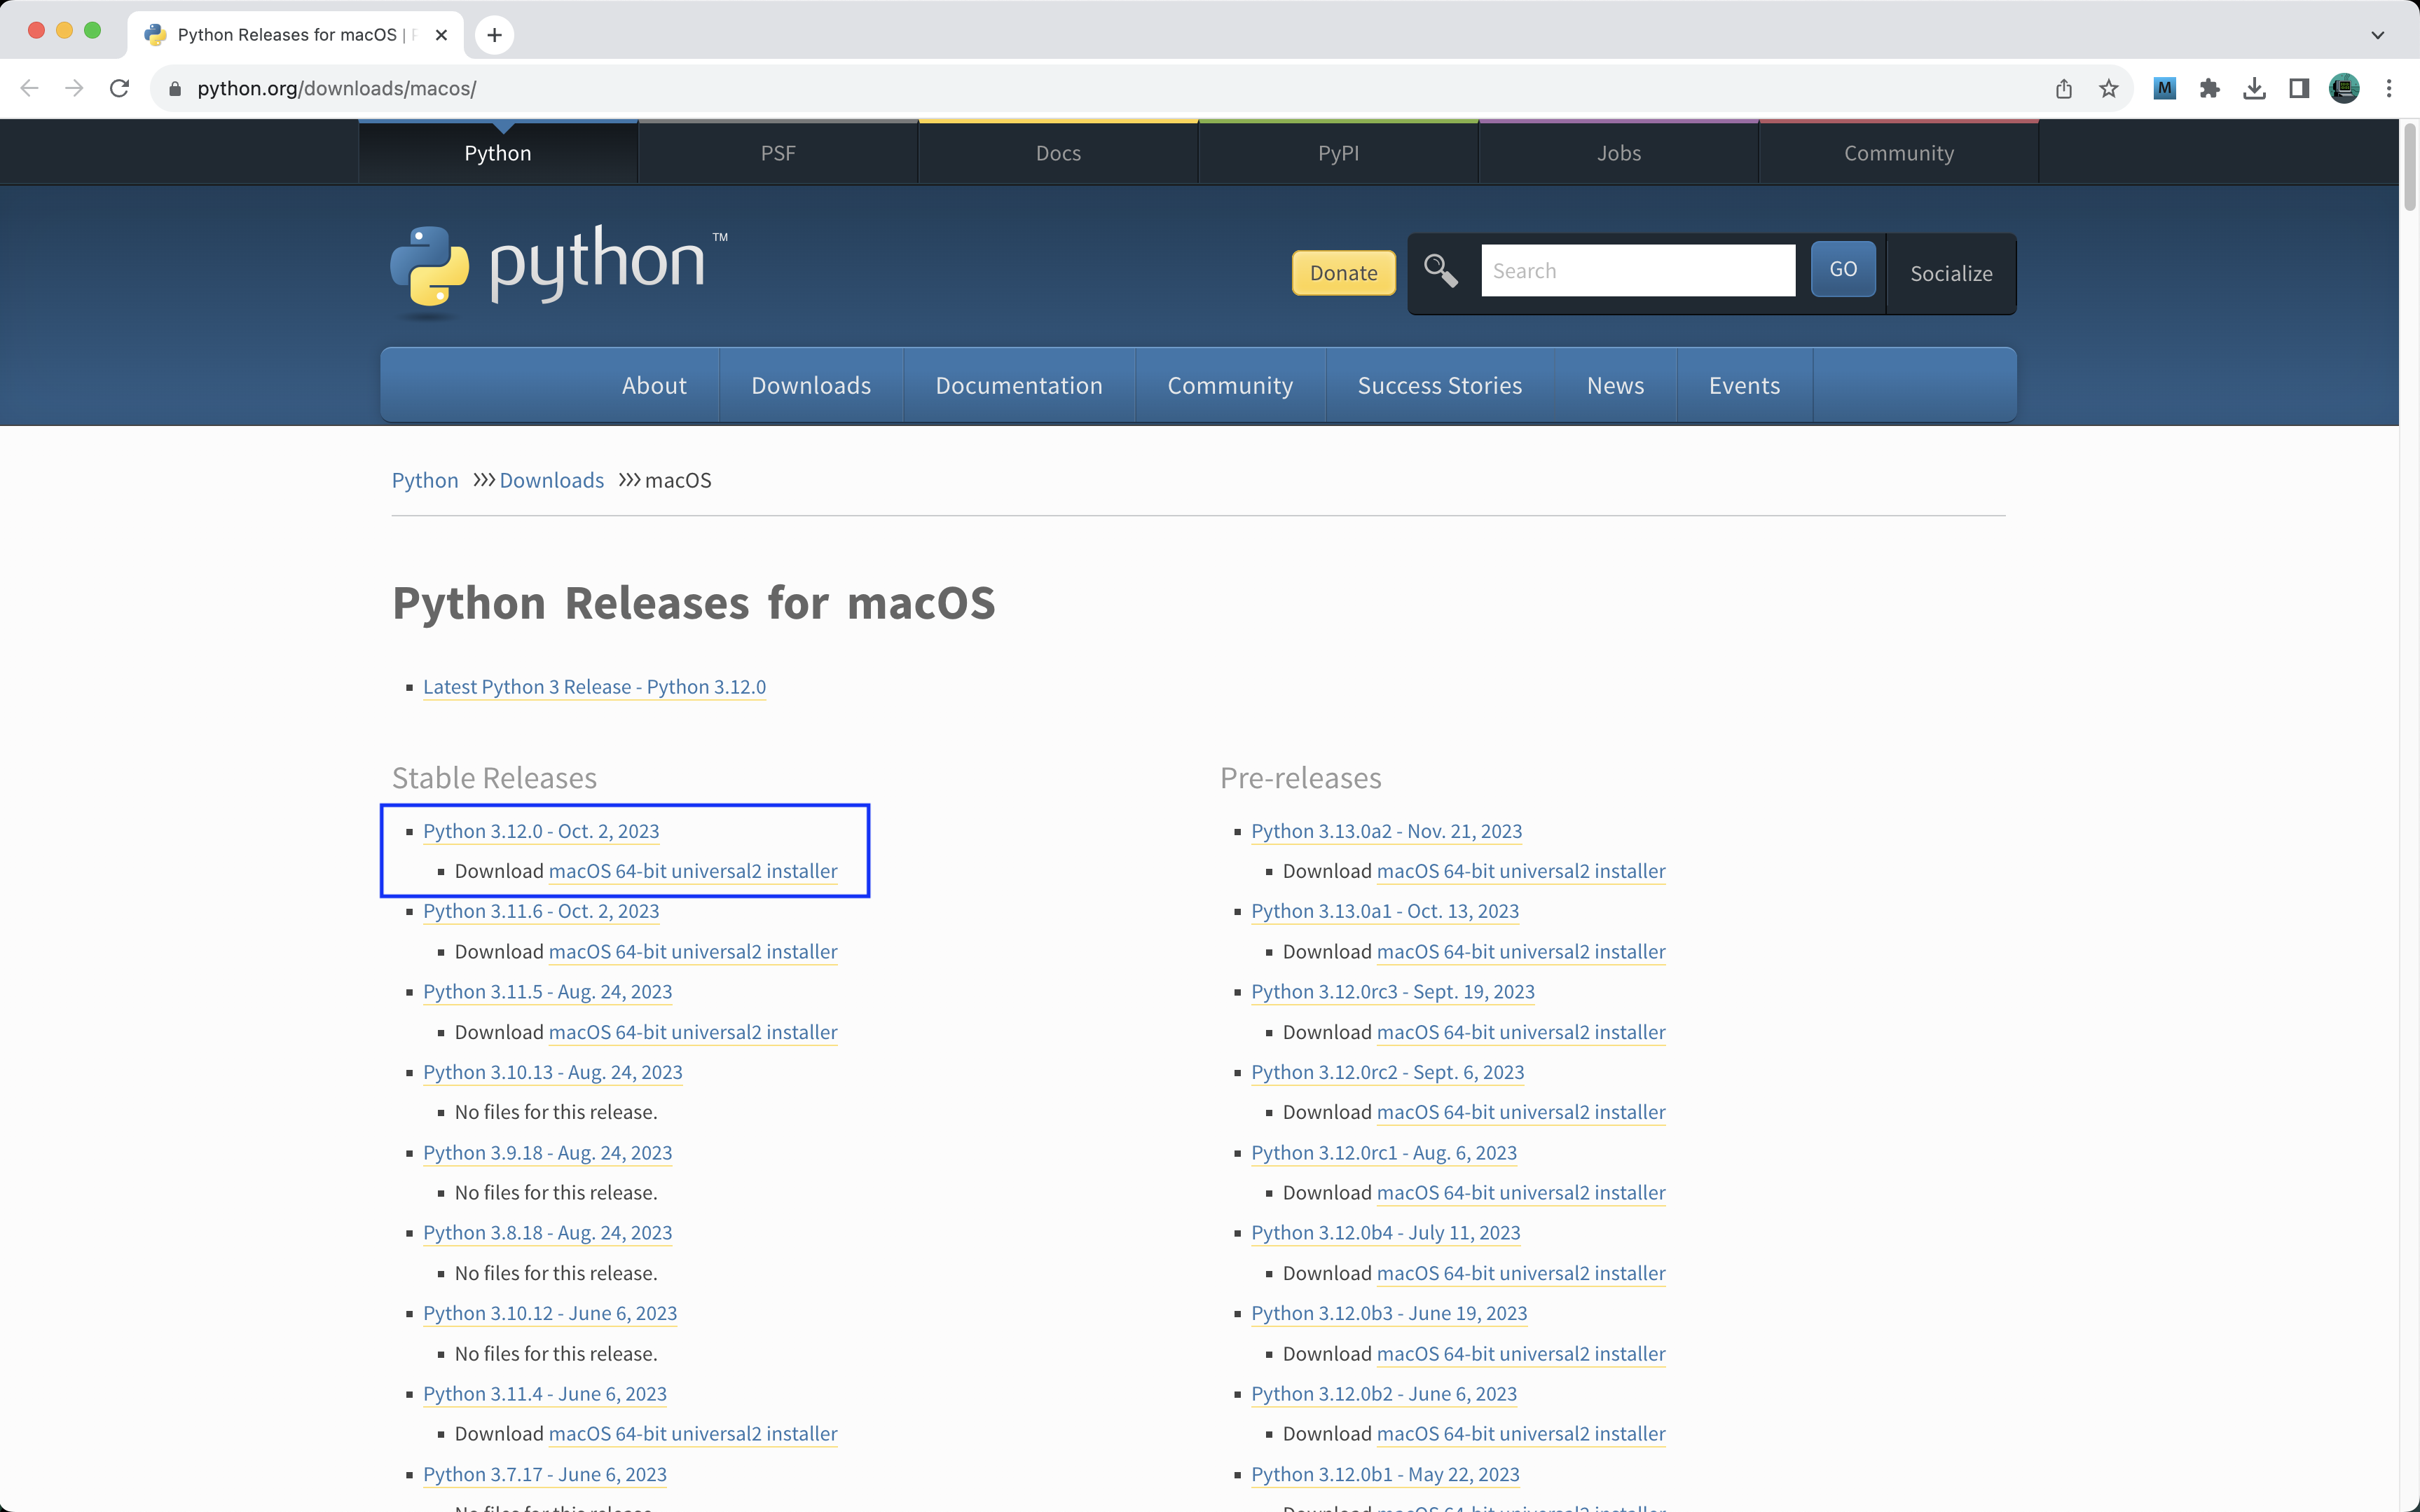 Python Releases for macOS |
python.org/downloads/macos/
M
Python PSF Docs PyPI Jobs Community
python™
Donate Search GO Socialize
About Downloads Documentation Community Success Stories News Events
Python >>> Downloads >>> macOS
Python Releases for macOS
Latest Python 3 Release - Python 3.12.0
Stable Releases
Python 3.12.0 - Oct. 2, 2023
Download macOS 64-bit universal2 installer
Python 3.11.6 - Oct. 2, 2023
Download macOS 64-bit universal2 installer
Python 3.11.5 - Aug. 24, 2023
Download macOS 64-bit universal2 installer
Python 3.10.13 - Aug. 24, 2023
No files for this release.
Python 3.9.18 - Aug. 24, 2023
No files for this release.
Python 3.8.18 - Aug. 24, 2023
No files for this release.
Python 3.10.12 - June 6, 2023
No files for this release.
Python 3.11.4 - June 6, 2023
Download macOS 64-bit universal2 installer
Python 3.7.17 - June 6, 2023
Pre-releases
Python 3.13.0a2 - Nov. 21, 2023
Download macOS 64-bit universal2 installer
Python 3.13.0a1 - Oct. 13, 2023
Download macOS 64-bit universal2 installer
Python 3.12.0rc3 - Sept. 19, 2023
Download macOS 64-bit universal2 installer
Python 3.12.0rc2 - Sept. 6, 2023
Download macOS 64-bit universal2 installer
Python 3.12.0rc1 - Aug. 6, 2023
Download macOS 64-bit universal2 installer
Python 3.12.0b4 - July 11, 2023
Download macOS 64-bit universal2 installer
Python 3.12.0b3 - June 19, 2023
Download macOS 64-bit universal2 installer
Python 3.12.0b2 - June 6, 2023
Download macOS 64-bit universal2 installer
Python 3.12.0b1 - May 22, 2023